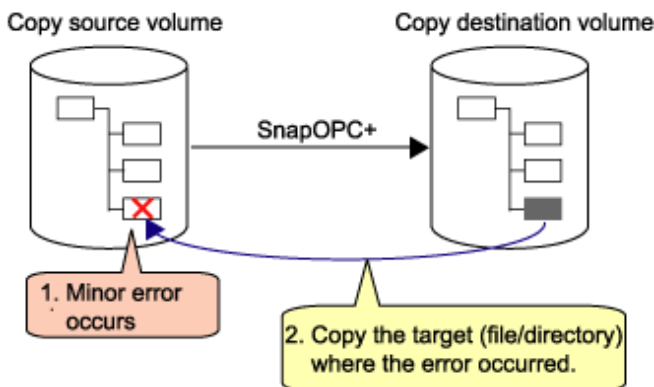 Copy source volume
Copy destination volume
SnapOPC+
1. Minor error
occurs
2. Copy the target (file/directory)
where the error occurred.